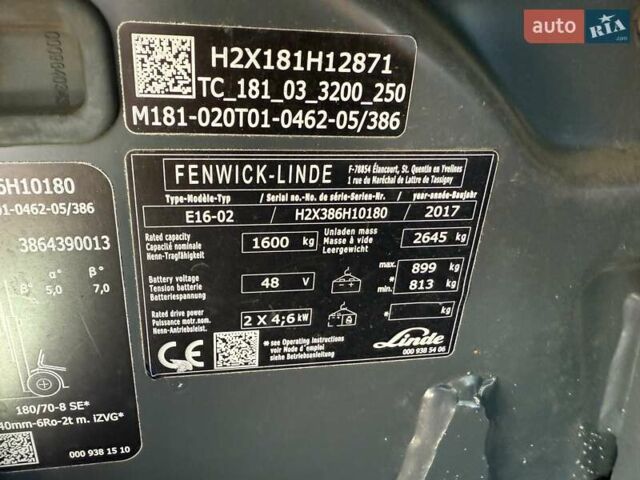 AUTO
RIA.com
H2X181H12871
TC_181_03_3200_250
M181-020T01-0462-05/386
6H10180
01-0462-05/386
3864390013
α° β°
β° 5,0 7,0
180/70-8 SE*
40mm-6Ro-2t m. iZVG*
000 938 15 10
FENWICK-LINDE
F-78854 Élancourt, St. Quentin en Yvelines
1 rue du Maréchal de Lattre de Tassigny
Type-Modèle-Typ / Serial no.-No. de série-Serien-Nr. / year-année-Baujahr
E16-02 / H2X386H10180 / 2017
Rated capacity
Capacité nominale
Nenn-Tragfähigkeit
1600 kg
Unladen mass
Masse à vide
Leergewicht
2645 kg
Battery voltage
Tension batterie
Batteriespannung
48 V
max. 899 kg
* min. 813 kg
Rated drive power
Puissance motr.nom.
Nenn-Antriebsleist.
2 X 4;6 kW
* kg
CE
* see Operating Instructions
voir Mode d'emploi
siehe Betriebsanleitung
Linde
000 938 54 06